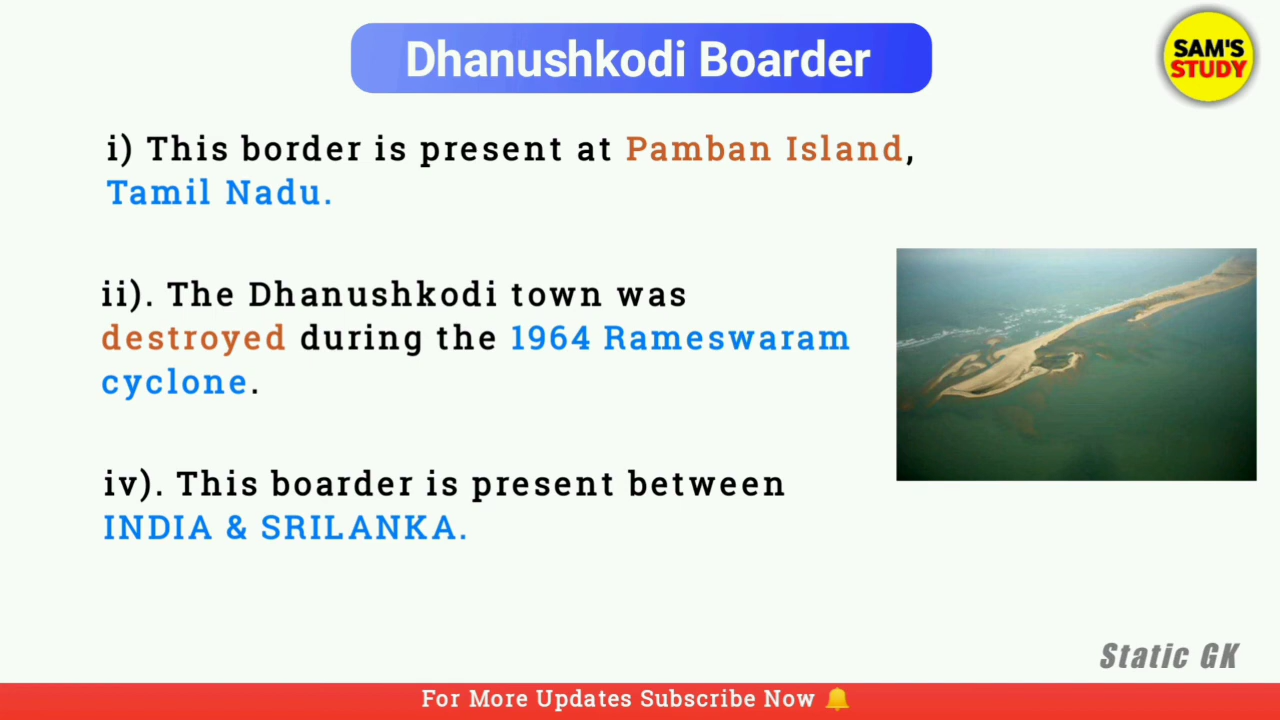 Dhanushkodi Boarder
SAM'S
STUDY
i) This border is present at Pamban Island,
Tamil Nadu.
ii). The Dhanushkodi town was
destroyed during the 1964 Rameswaram
cyclone.
iv). This boarder is present between
INDIA & SRILANKA.
Static GK
For More Updates Subscribe Now 🔔